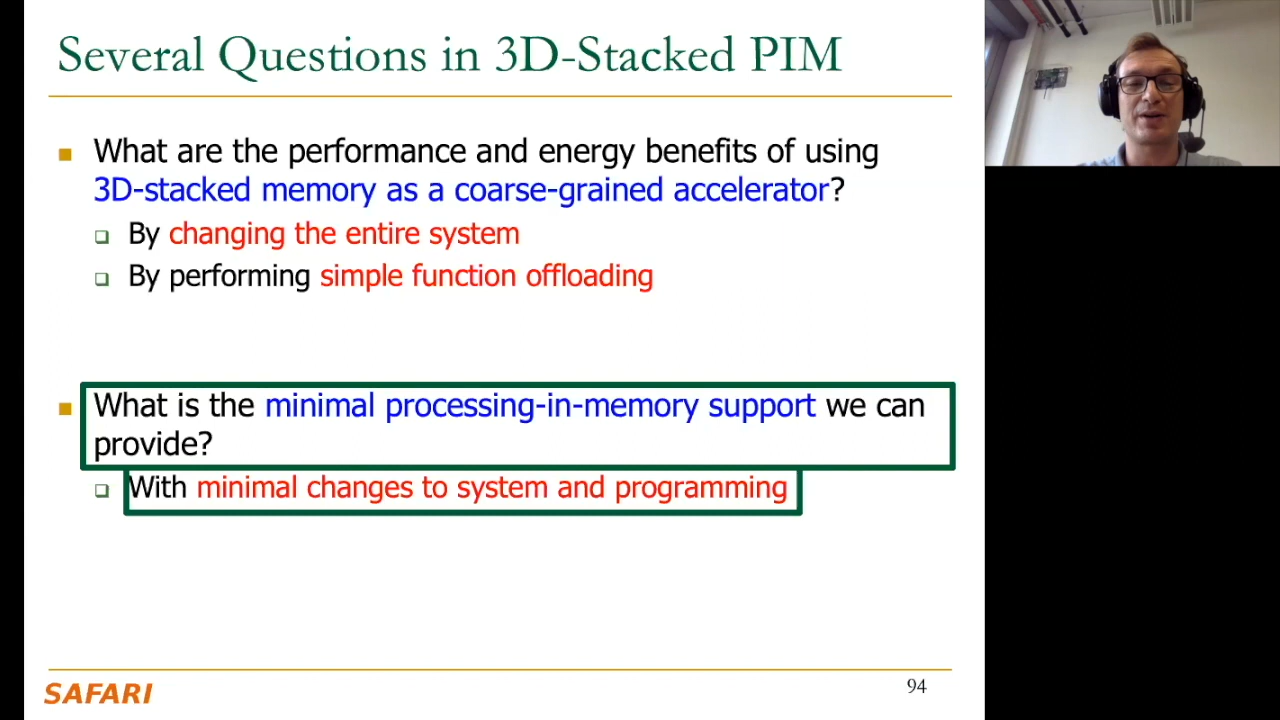 Several Questions in 3D-Stacked PIM
What are the performance and energy benefits of using
3D-stacked memory as a coarse-grained accelerator?
By changing the entire system
By performing simple function offloading
What is the minimal processing-in-memory support we can
provide?
With minimal changes to system and programming
SAFARI
94